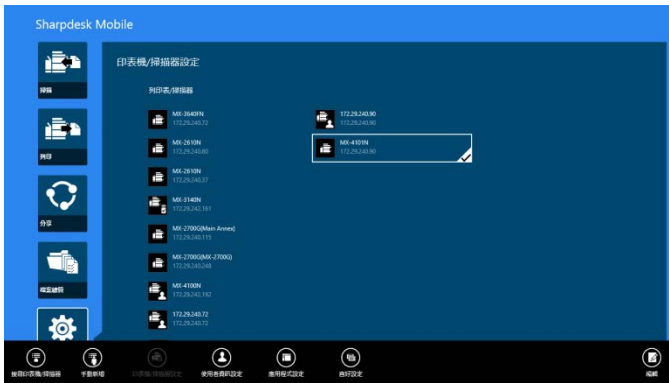 Sharpdesk Mobile
掃描
列印
分享
檔案總管
印表機/掃描器設定
列印表/掃描器
MX-3640FN
172.29.240.72
MX-2610N
172.29.240.60
MX-2610N
172.29.240.37
MX-3140N
172.29.242.161
MX-2700G(Main Annex)
172.29.240.115
MX-2700G(MX-2700G)
172.29.240.248
MX-4100N
172.29.242.192
172.29.240.72
172.29.240.72
172.29.240.90
172.29.240.90
MX-4101N
172.29.240.90
搜尋印表機/掃描器
手動新增
印表機/掃描器設定
使用者資訊設定
應用程式設定
喜好設定
編輯